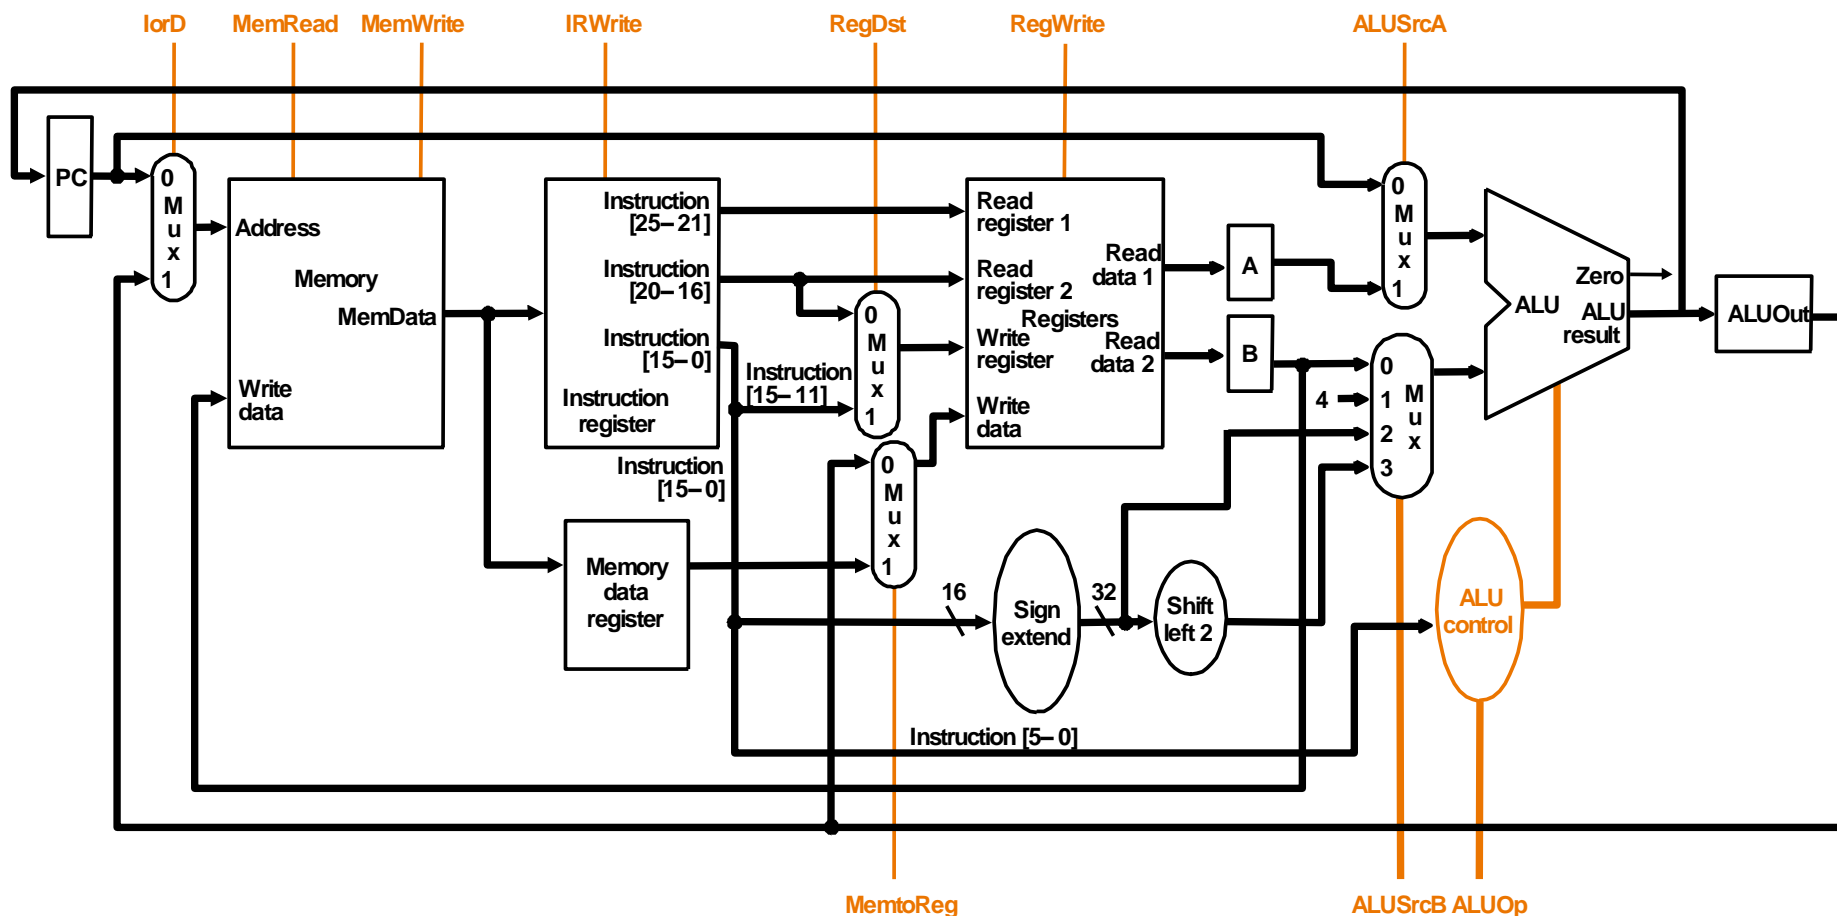 IorD
MemRead
MemWrite
IRWrite
RegDst
RegWrite
ALUSrcA
PC
0
M
u
x
1
Address
Memory
MemData
Write
data
Instruction
[25–21]
Instruction
[20–16]
Instruction
[15–0]
Instruction
register
Instruction
[15–0]
Memory
data
register
Instruction
[15–11]
0
M
u
x
1
0
M
u
x
1
Read
register 1
Read
register 2
Registers
Write
register
Write
data
Read
data 1
Read
data 2
A
B
4
0
M
u
x
1
0
1
2
3
M
u
x
Zero
ALU
ALU
result
ALUOut
16
Sign
extend
32
Shift
left 2
ALU
control
Instruction [5–0]
MemtoReg
ALUSrcB
ALUOp